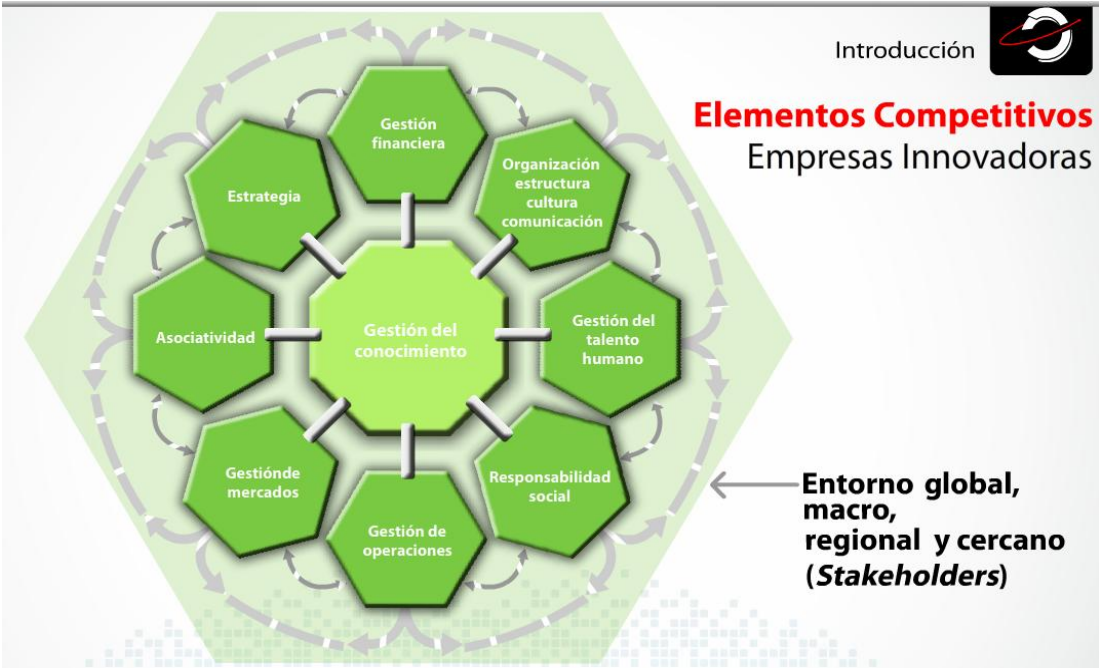 Introducción
Elementos Competitivos
Empresas Innovadoras
Gestión
financiera
Organización
estructura
cultura
comunicación
Estrategia
Gestión del
talento
humano
Asociatividad
Gestión del
conocimiento
Gestiónde
mercados
Responsabilidad
social
Gestión de
operaciones
Entorno global,
macro,
regional y cercano
(Stakeholders)